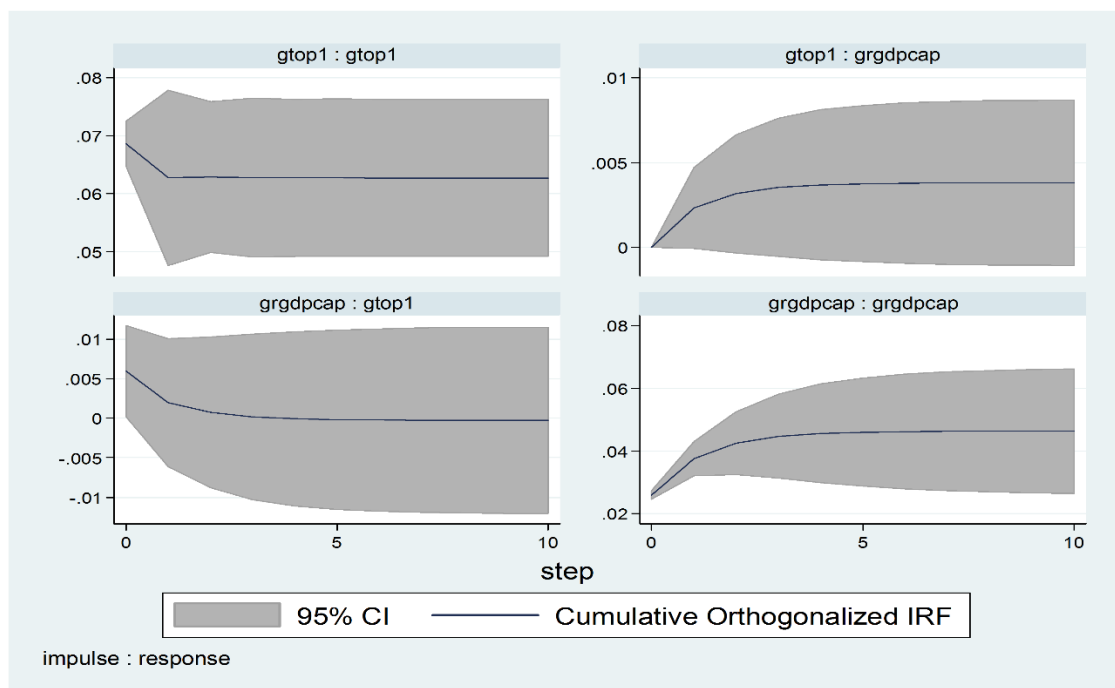 gtop1 : gtop1
.08
.07
.06
.05
gtop1 : grgdpcap
.01
.005
0
grgdpcap : gtop1
.01
.005
0
-.005
-.01
0
5
10
grgdpcap : grgdpcap
.08
.06
.04
.02
0
5
10
step
95% CI
Cumulative Orthogonalized IRF
impulse : response